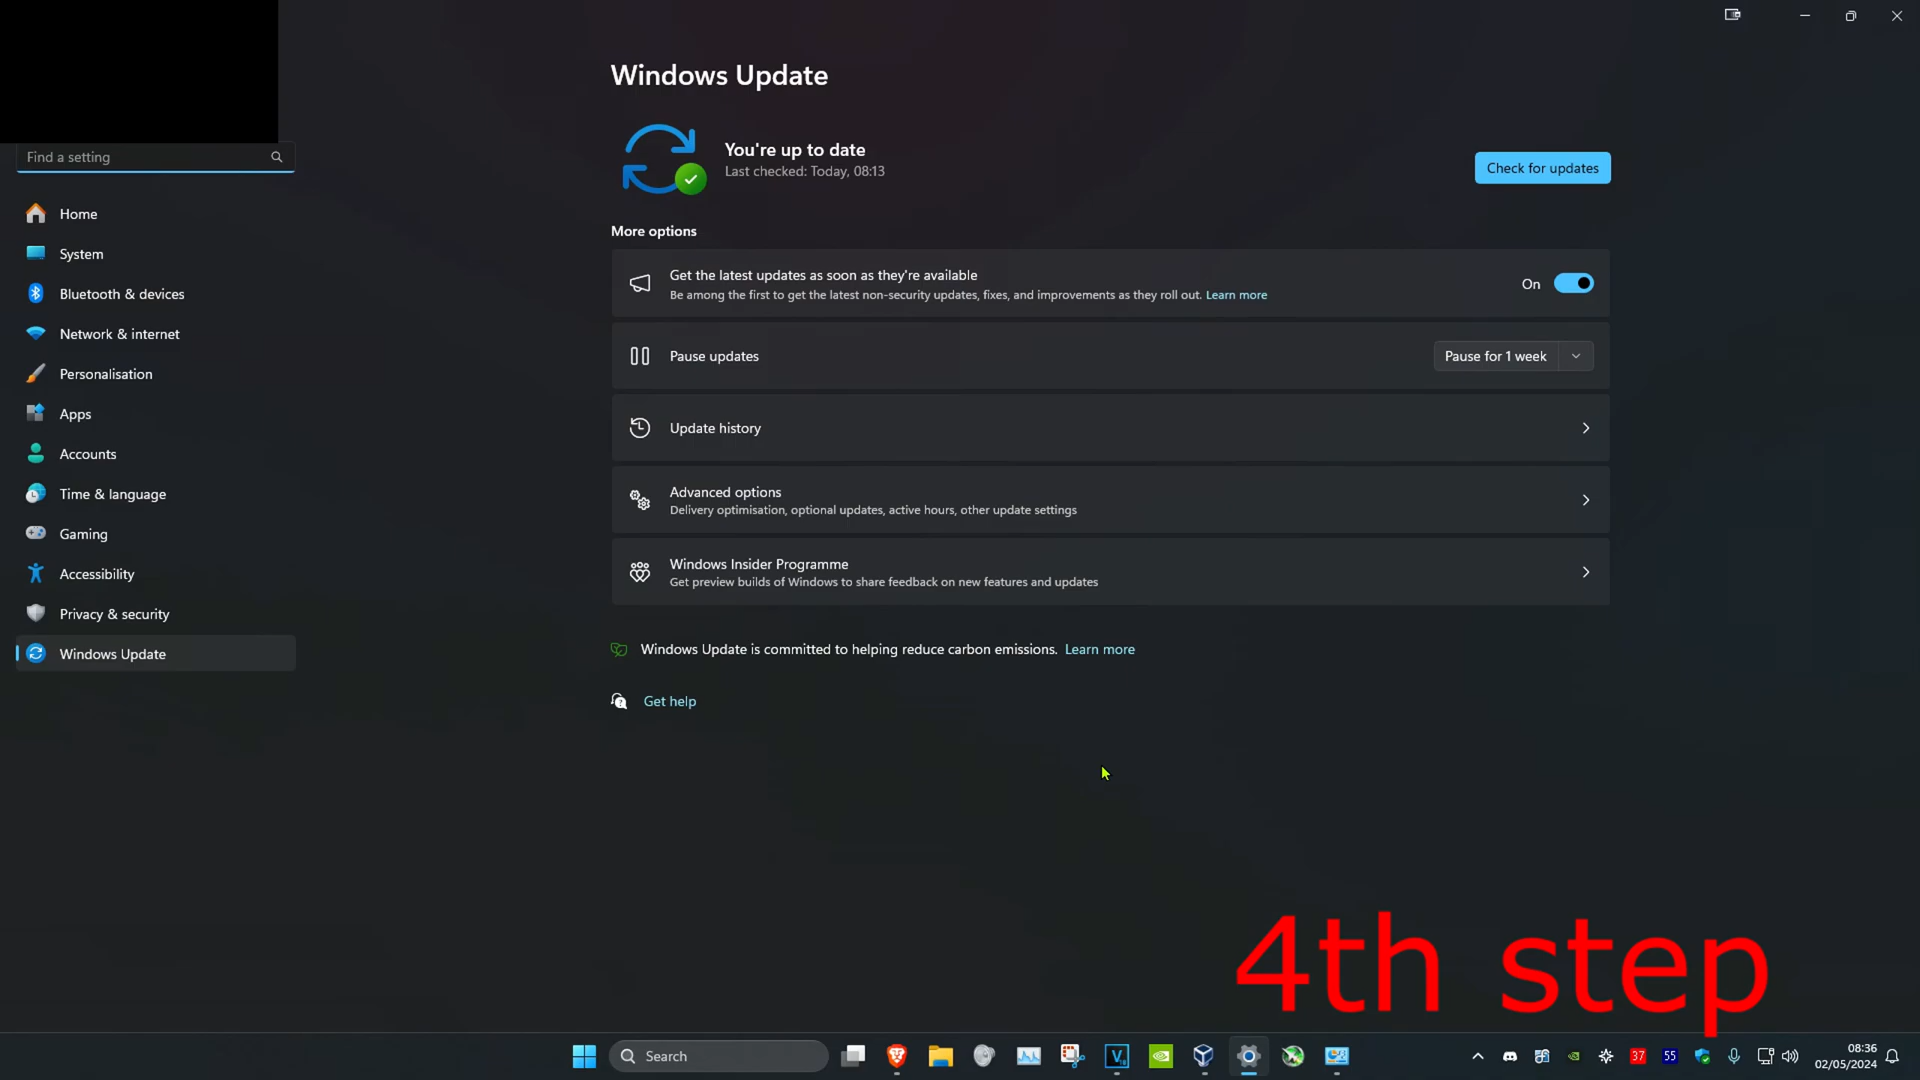 Windows Update
You're up to date
Last checked: Today, 08:13
Check for updates
Find a setting
Home
System
Bluetooth & devices
Network & internet
Personalisation
Apps
Accounts
Time & language
Gaming
Accessibility
Privacy & security
Windows Update
More options
Get the latest updates as soon as they're available
Be among the first to get the latest non-security updates, fixes, and improvements as they roll out. Learn more
On
Pause updates
Pause for 1 week
Update history
Advanced options
Delivery optimisation, optional updates, active hours, other update settings
Windows Insider Programme
Get preview builds of Windows to share feedback on new features and updates
Windows Update is committed to helping reduce carbon emissions. Learn more
Get help
4th step
Search
37
55
08:36
02/05/2024